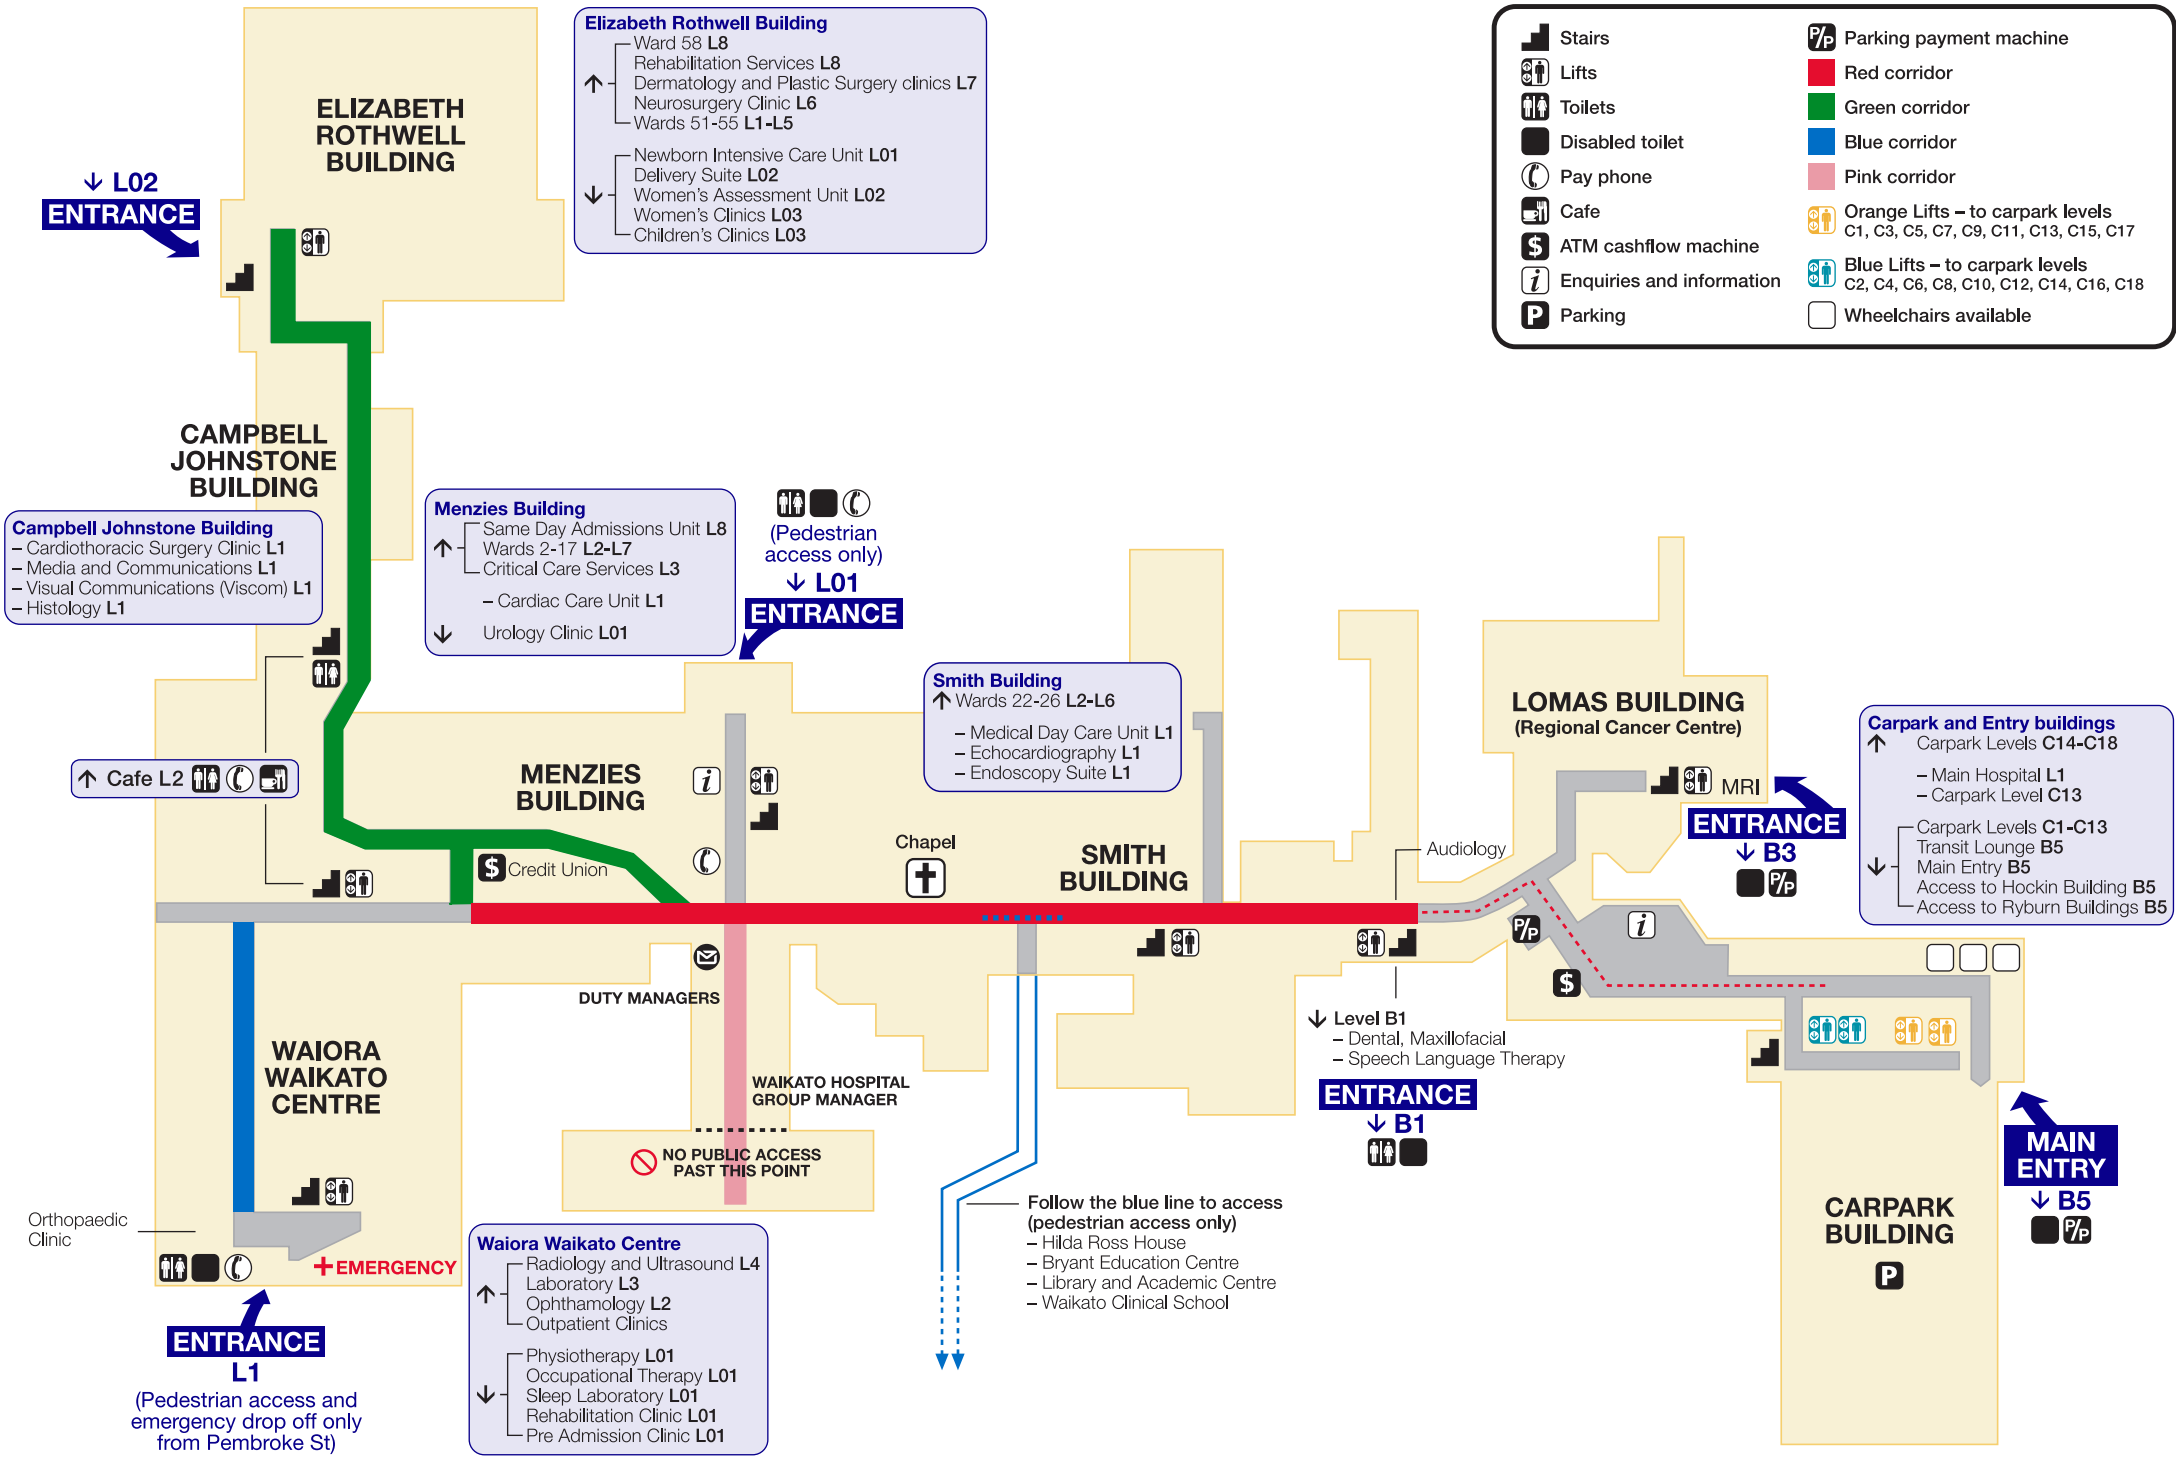 ELIZABETH
ROTHWELL
BUILDING
↓ L02
ENTRANCE
Elizabeth Rothwell Building
Ward 58 L8
Rehabilitation Services L8
Dermatology and Plastic Surgery clinics L7
Neurosurgery Clinic L6
Wards 51-55 L1-L5
Newborn Intensive Care Unit L01
Delivery Suite L02
Women's Assessment Unit L02
Women's Clinics L03
Children's Clinics L03
Stairs
Lifts
Toilets
Disabled toilet
Pay phone
Cafe
$ ATM cashflow machine
i Enquiries and information
P Parking
P/P Parking payment machine
Red corridor
Green corridor
Blue corridor
Pink corridor
Orange Lifts – to carpark levels
C1, C3, C5, C7, C9, C11, C13, C15, C17
Blue Lifts – to carpark levels
C2, C4, C6, C8, C10, C12, C14, C16, C18
Wheelchairs available
CAMPBELL
JOHNSTONE
BUILDING
Campbell Johnstone Building
– Cardiothoracic Surgery Clinic L1
– Media and Communications L1
– Visual Communications (Viscom) L1
– Histology L1
Menzies Building
Same Day Admissions Unit L8
Wards 2-17 L2-L7
Critical Care Services L3
– Cardiac Care Unit L1
Urology Clinic L01
(Pedestrian
access only)
↓ L01
ENTRANCE
↑ Cafe L2
MENZIES
BUILDING
i
$ Credit Union
Chapel
Smith Building
↑ Wards 22-26 L2-L6
– Medical Day Care Unit L1
– Echocardiography L1
– Endoscopy Suite L1
SMITH
BUILDING
Audiology
LOMAS BUILDING
(Regional Cancer Centre)
MRI
ENTRANCE
↓ B3
P/P
Carpark and Entry buildings
Carpark Levels C14-C18
– Main Hospital L1
– Carpark Level C13
Carpark Levels C1-C13
Transit Lounge B5
Main Entry B5
Access to Hockin Building B5
Access to Ryburn Buildings B5
P/P
i
$
DUTY MANAGERS
WAIKATO HOSPITAL
GROUP MANAGER
NO PUBLIC ACCESS
PAST THIS POINT
↓ Level B1
– Dental, Maxillofacial
– Speech Language Therapy
ENTRANCE
↓ B1
MAIN
ENTRY
↓ B5
P/P
CARPARK
BUILDING
P
WAIORA
WAIKATO
CENTRE
Orthopaedic
Clinic
EMERGENCY
ENTRANCE
L1
(Pedestrian access and
emergency drop off only
from Pembroke St)
Waiora Waikato Centre
Radiology and Ultrasound L4
Laboratory L3
Ophthamology L2
Outpatient Clinics
Physiotherapy L01
Occupational Therapy L01
Sleep Laboratory L01
Rehabilitation Clinic L01
Pre Admission Clinic L01
Follow the blue line to access
(pedestrian access only)
– Hilda Ross House
– Bryant Education Centre
– Library and Academic Centre
– Waikato Clinical School